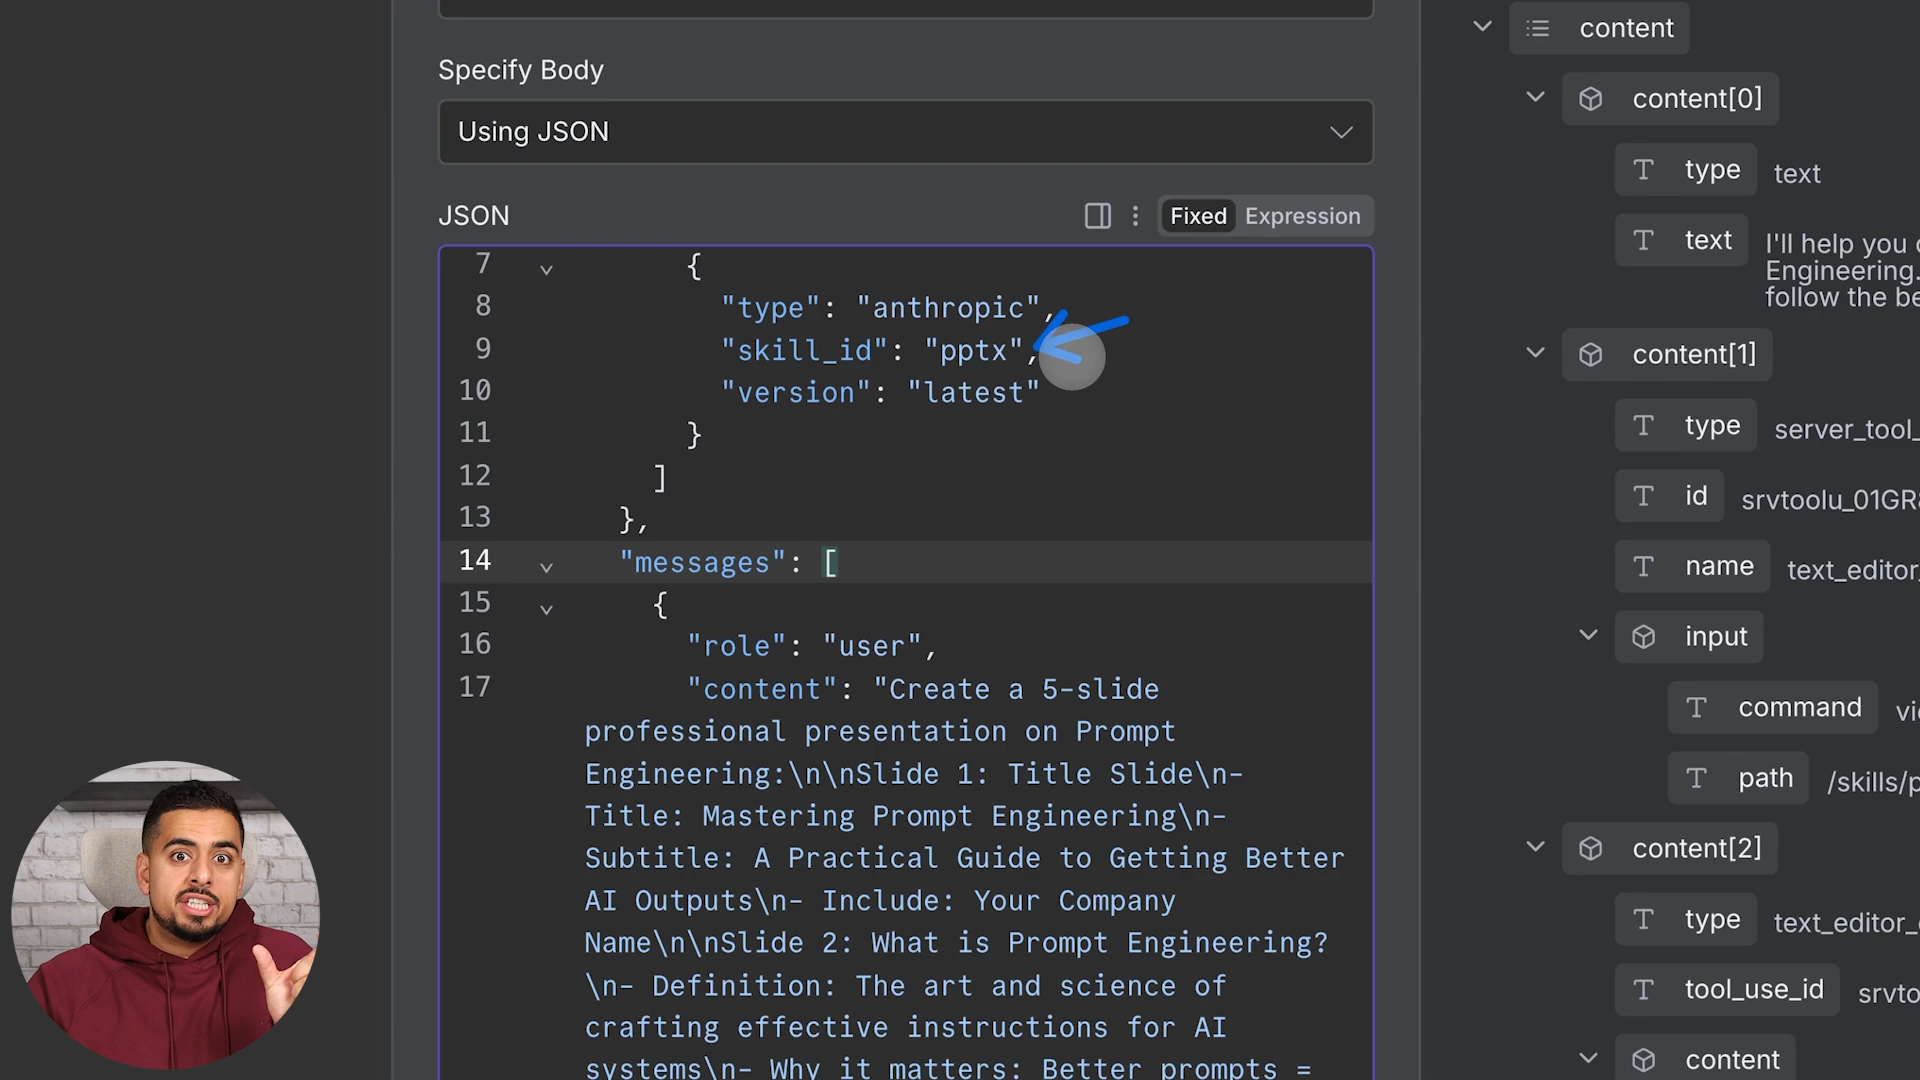 Specify Body
Using JSON
JSON
Fixed Expression
7 {
8 "type": "anthropic",
9 "skill_id": "pptx",
10 "version": "latest"
11 }
12 ]
13 },
14 "messages": [
15 {
16 "role": "user",
17 "content": "Create a 5-slide
professional presentation on Prompt
Engineering:\n\nSlide 1: Title Slide\n-
Title: Mastering Prompt Engineering\n-
Subtitle: A Practical Guide to Getting Better
AI Outputs\n- Include: Your Company
Name\n\nSlide 2: What is Prompt Engineering?
\n- Definition: The art and science of
crafting effective instructions for AI
systems\n- Why it matters: Better prompts =
content
content[0]
type text
text I'll help you
Engineering.
follow the be
content[1]
type server_tool_
id srvtoolu_01GR
name text_editor_
input
command vi
path /skills/p
content[2]
type text_editor_
tool_use_id srvto
content